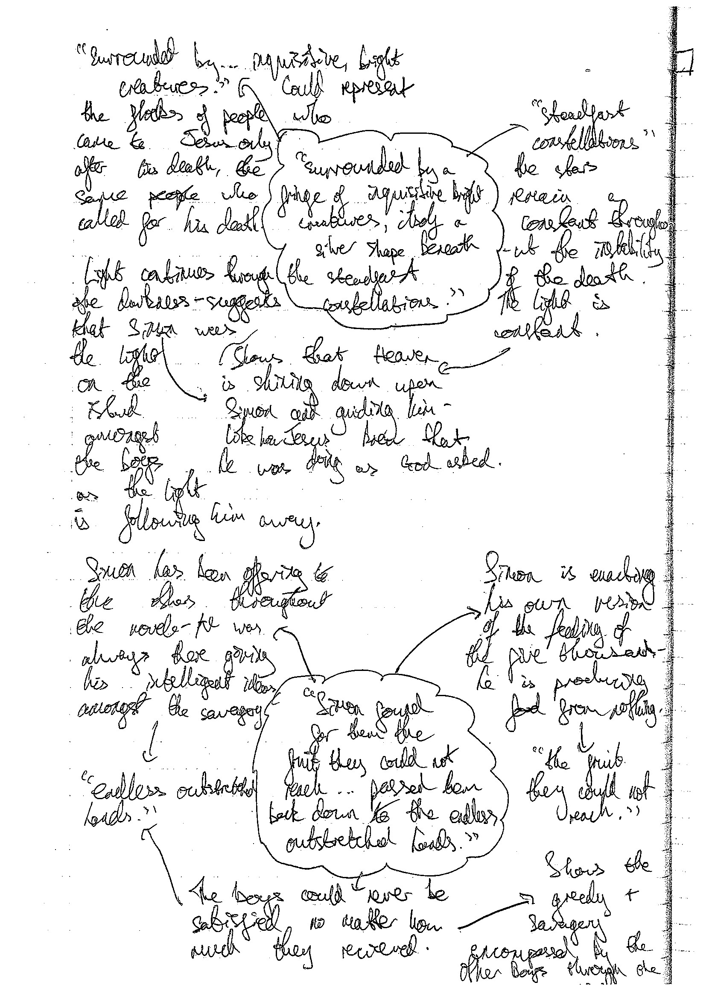 "surrounded by... inquisitive, bright
creatures." Could represent
the flocks of people who
came to Jesus only
after his death, the
same people who
called for his death.
"surrounded by a
fringe of inquisitive bright
creatures, itself a
silver shape beneath
the steadfast
constellations."
"steadfast
constellations"
the stars
remain a
constant througho
-ut the instability
of the death.
The light is
constant.
Light continues through
the darkness - suggests
that Simon was
the light
on the
island
amongst
the boys
as the light
is following him away.
Shows that Heaven
is shining down upon
Simon and guiding him -
like how Jesus knew that
he was doing as God asked.
Simon has been offering to
the others throughout
the novel - he was
always there giving
his intelligent ideas
amongst the savagery
"endless outstretched
hands."
"Simon found
for them the
fruit they could not
reach... passed them
back down to the endless,
outstretched hands."
Simon is enacting
his own version
of the feeding of
the five thousand -
he is producing
food from nothing.
"the fruit
they could not
reach."
The boys could never be
satisfied no matter how
much they recieved.
Shows the
greedy +
savagery
encompassed by the
other boys through the